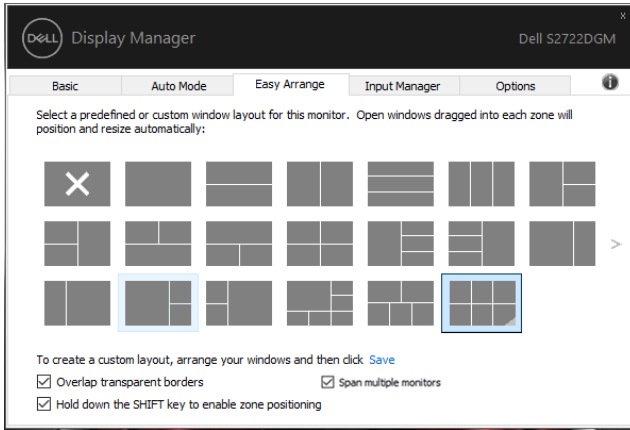 x
DELL Display Manager Dell S2722DGM
Basic Auto Mode Easy Arrange Input Manager Options
Select a predefined or custom window layout for this monitor. Open windows dragged into each zone will
position and resize automatically:
To create a custom layout, arrange your windows and then click Save
Overlap transparent borders Span multiple monitors
Hold down the SHIFT key to enable zone positioning